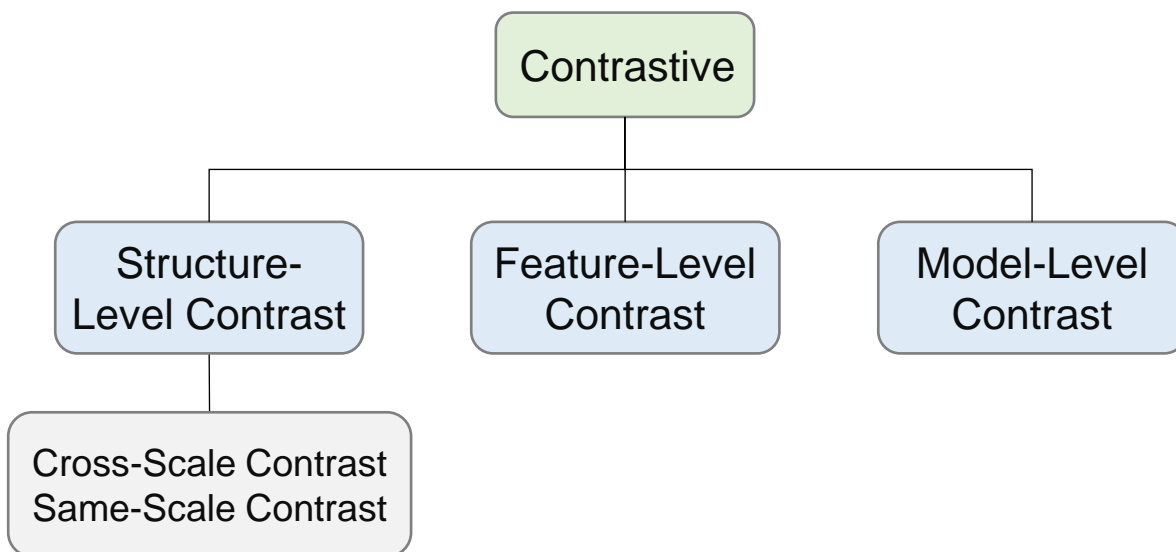 Contrastive
Structure-
Level Contrast
Feature-Level
Contrast
Model-Level
Contrast
Cross-Scale Contrast
Same-Scale Contrast